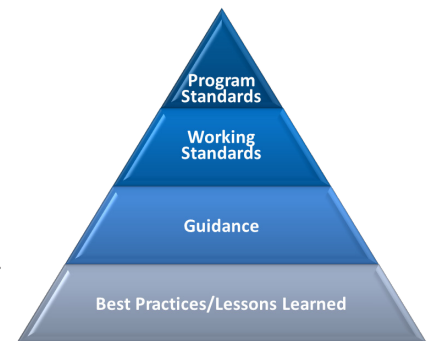 Program
Standards
Working
Standards
Guidance
Best Practices/Lessons Learned